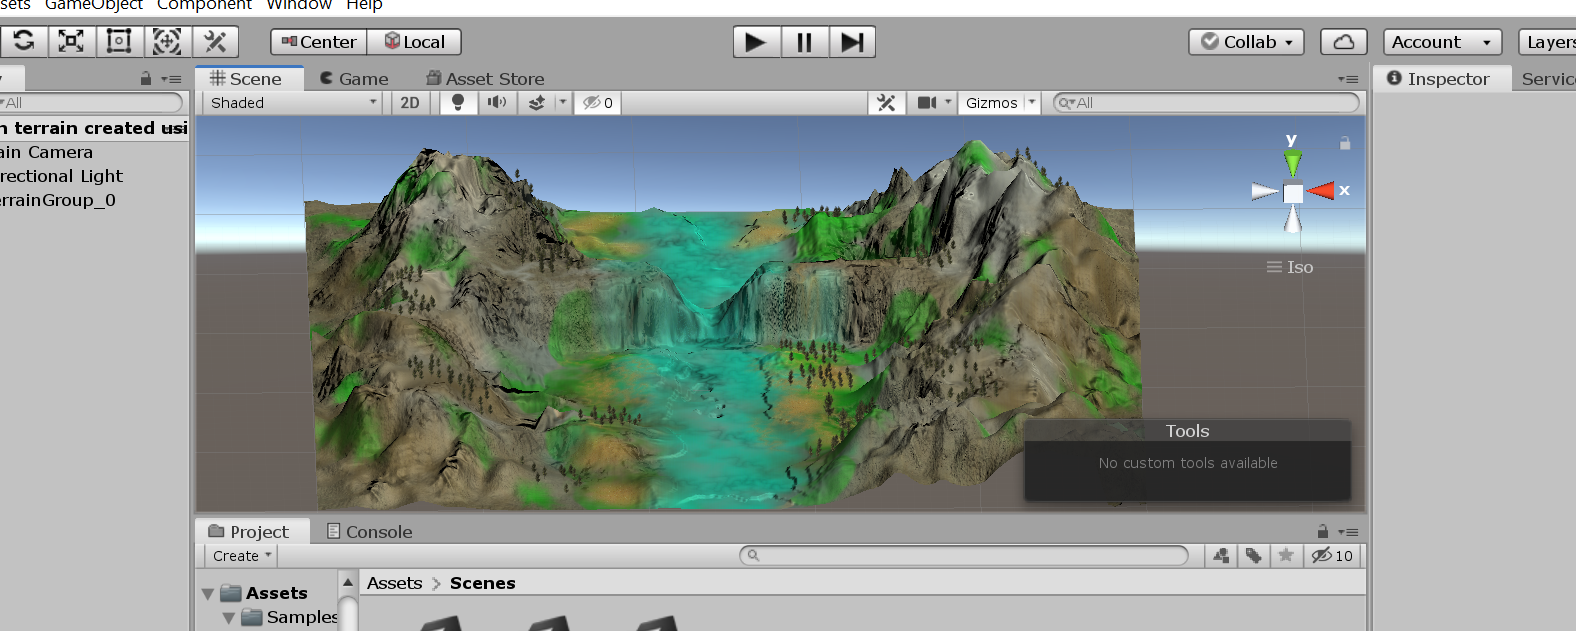 sets GameObject Component Window Help
Center Local Collab Account Layers
Scene Game Asset Store Inspector Servic
All Shaded 2D 0 Gizmos All
n terrain created usi
ain Camera
rectional Light
errainGroup_0
y
x
Iso
Tools
No custom tools available
Project Console
Create 10
Assets Assets > Scenes
Samples